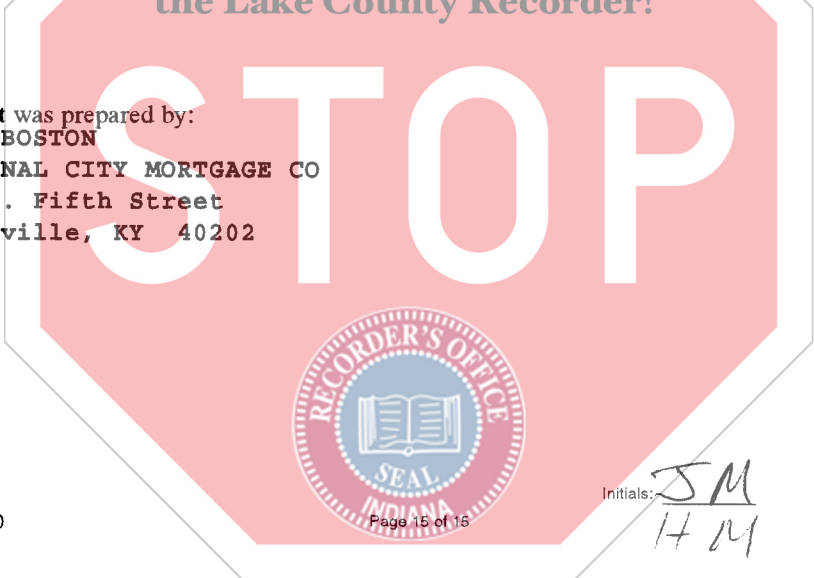 the Lake County Recorder!
STOP
t was prepared by:
BOSTON
NAL CITY MORTGAGE CO
. Fifth Street
ville, KY  40202
RECORDER'S OFFICE
SEAL
INDIANA
Initials: JM
HM
)
Page 15 of 15